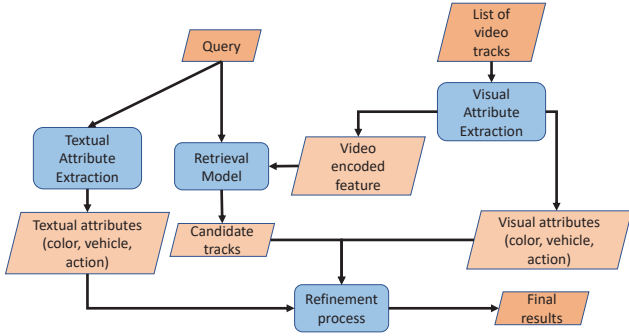 List of
video
tracks
Query
Visual
Attribute
Extraction
Textual
Attribute
Extraction
Retrieval
Model
Video
encoded
feature
Textual attributes
(color, vehicle,
action)
Candidate
tracks
Visual attributes
(color, vehicle,
action)
Refinement
process
Final
results